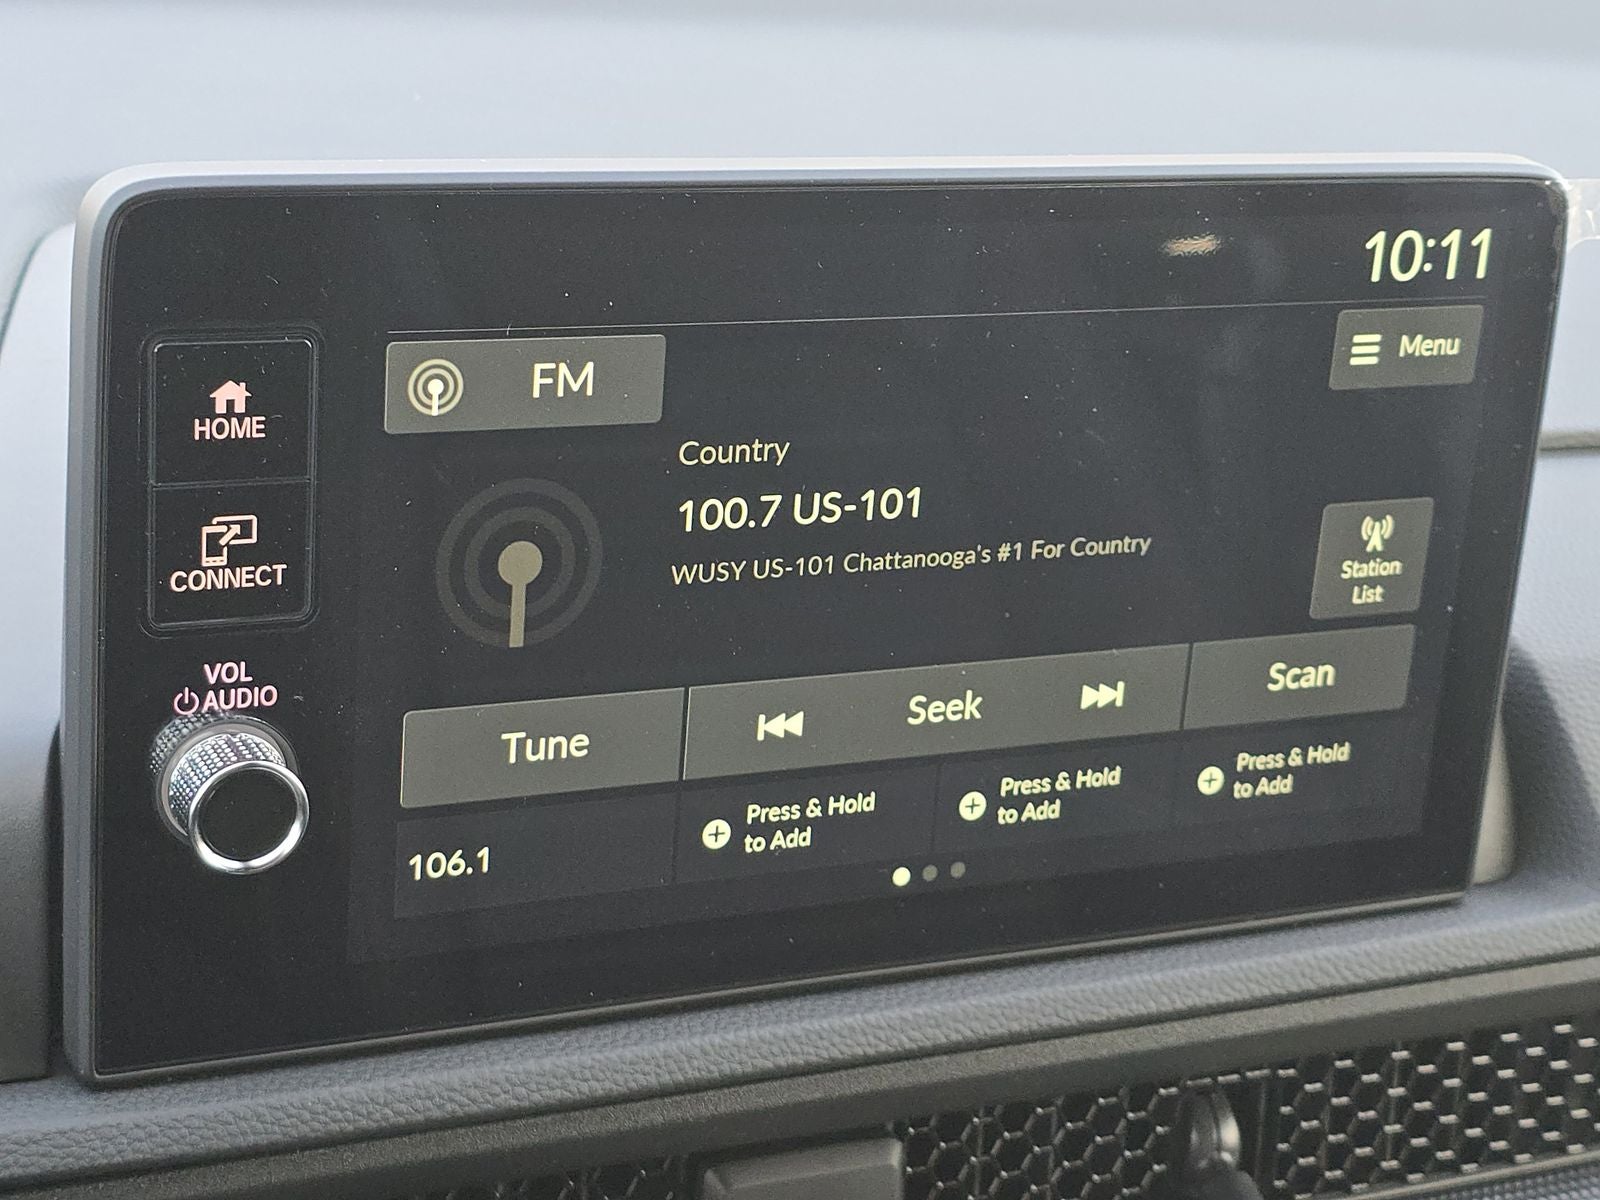 10:11
FM
Menu
HOME
Country
100.7 US-101
WUSY US-101 Chattanooga's #1 For Country
CONNECT
Station
List
VOL
AUDIO
Tune
Seek
Scan
106.1
Press & Hold
to Add
Press & Hold
to Add
Press & Hold
to Add